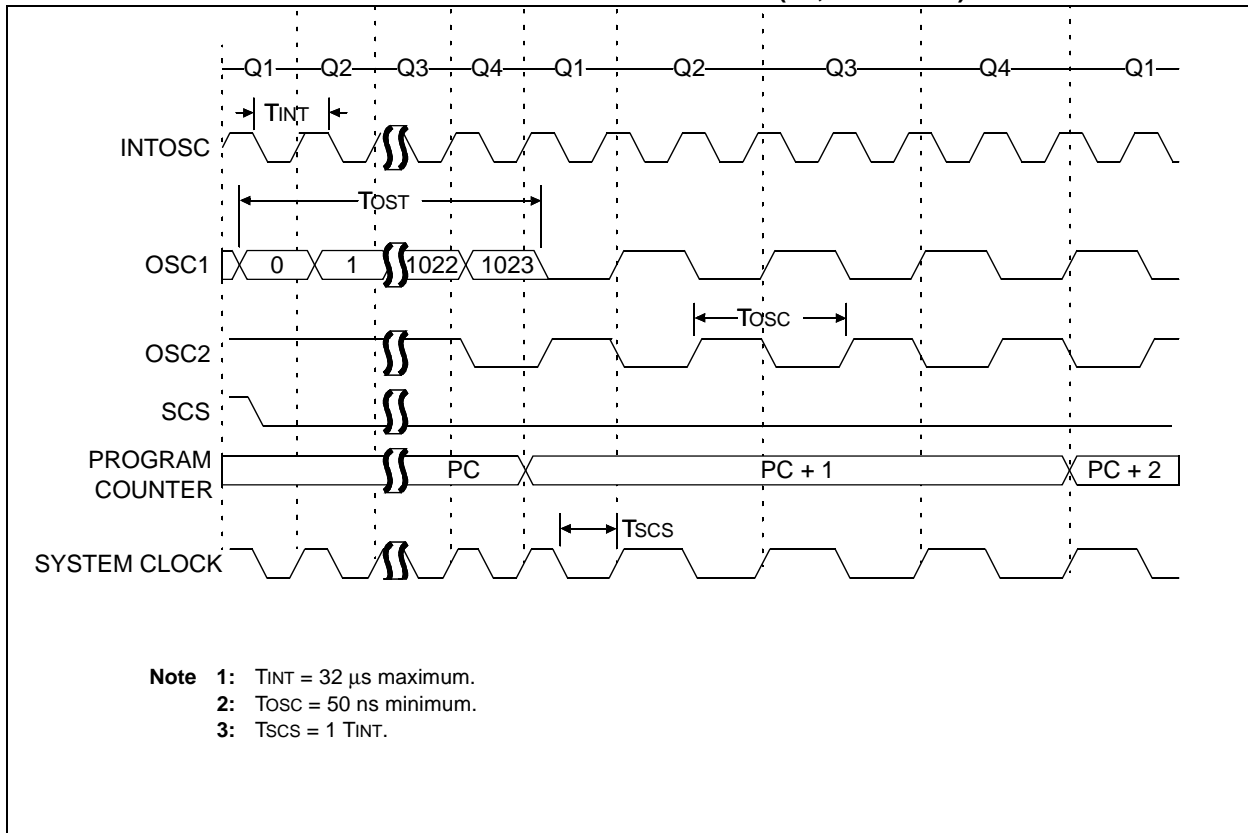 Q1 Q2 Q3 Q4 Q1 Q2 Q3 Q4 Q1
TINT
INTOSC
TOST
OSC1 0 1 1022 1023
TOSC
OSC2
SCS
PROGRAM COUNTER PC PC + 1 PC + 2
TSCS
SYSTEM CLOCK
Note 1: TINT = 32 μs maximum.
2: TOSC = 50 ns minimum.
3: TSCS = 1 TINT.